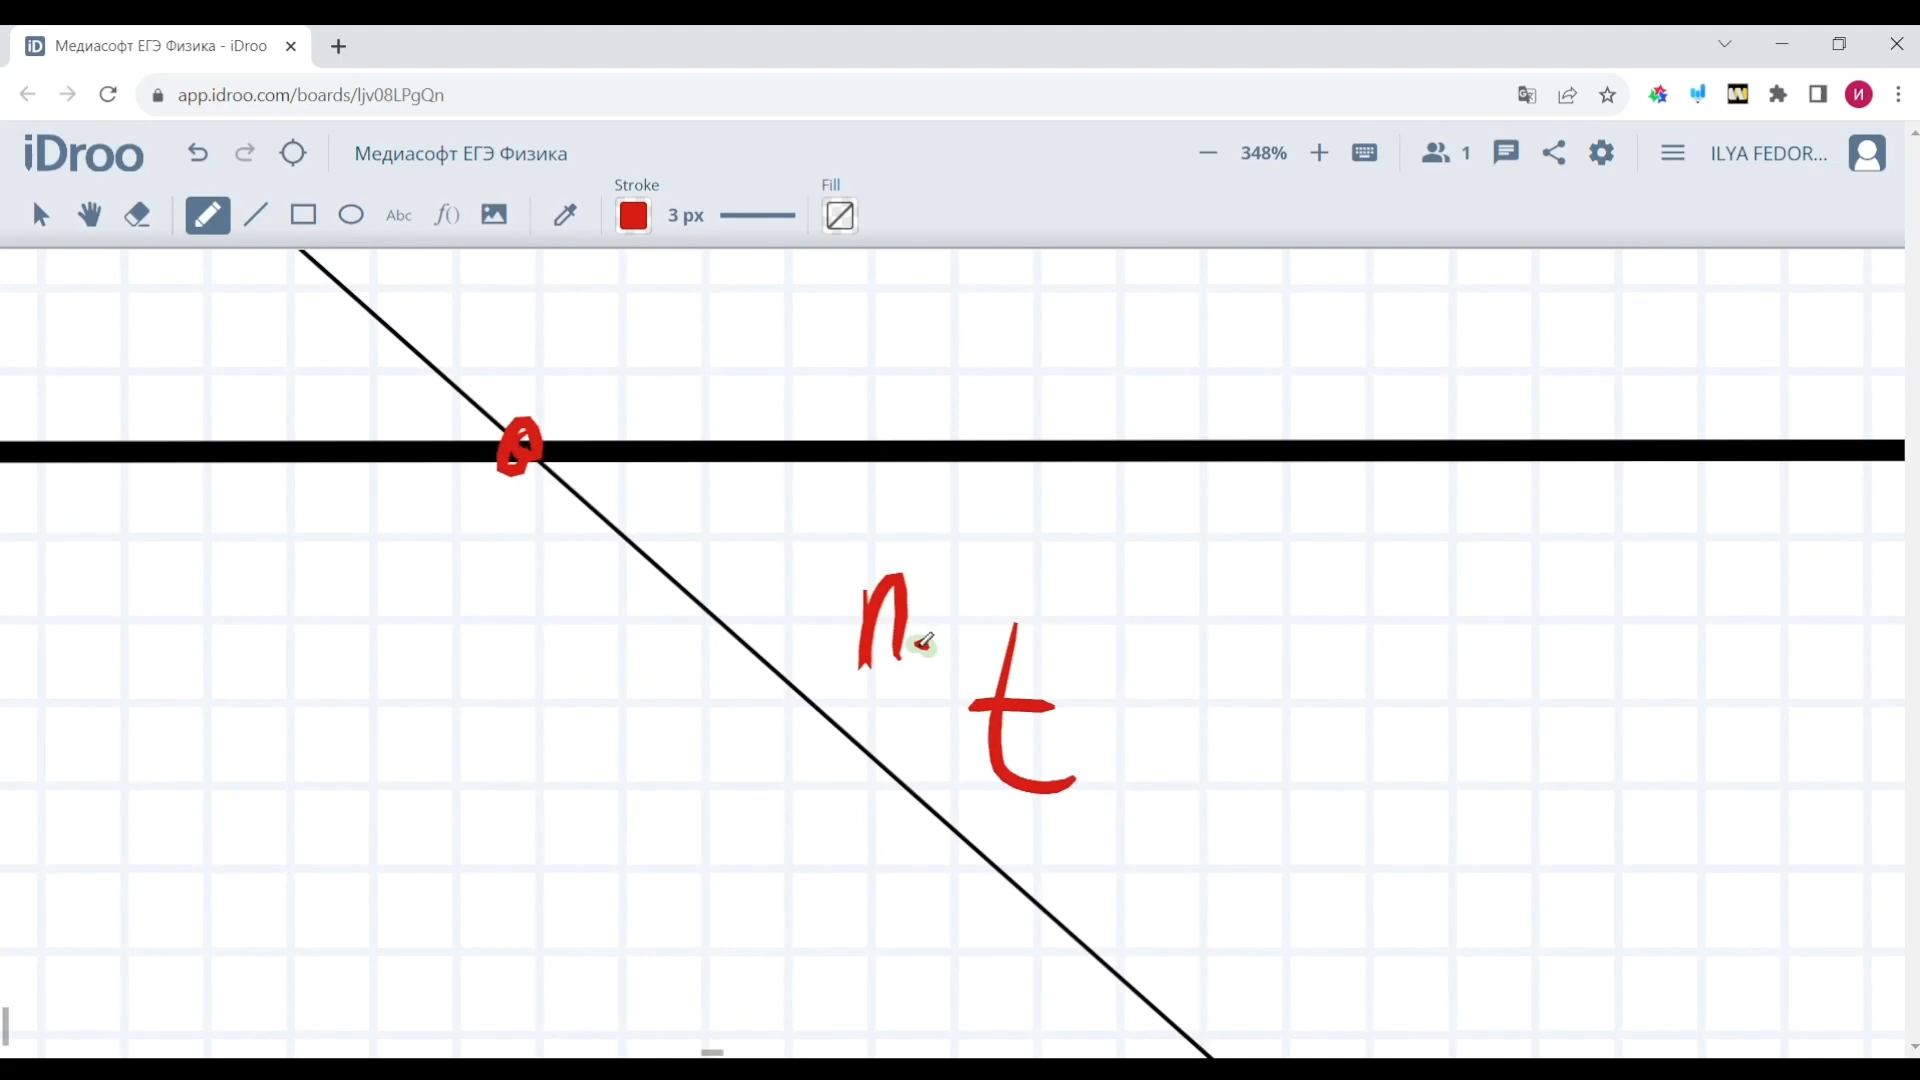 Медиасофт ЕГЭ Физика - iDroo
app.idroo.com/boards/ljv08LPgQn
И
iDroo
Медиасофт ЕГЭ Физика
348%
1
ILYA FEDOR...
Abc
f()
Stroke
3 px
Fill
n.
t